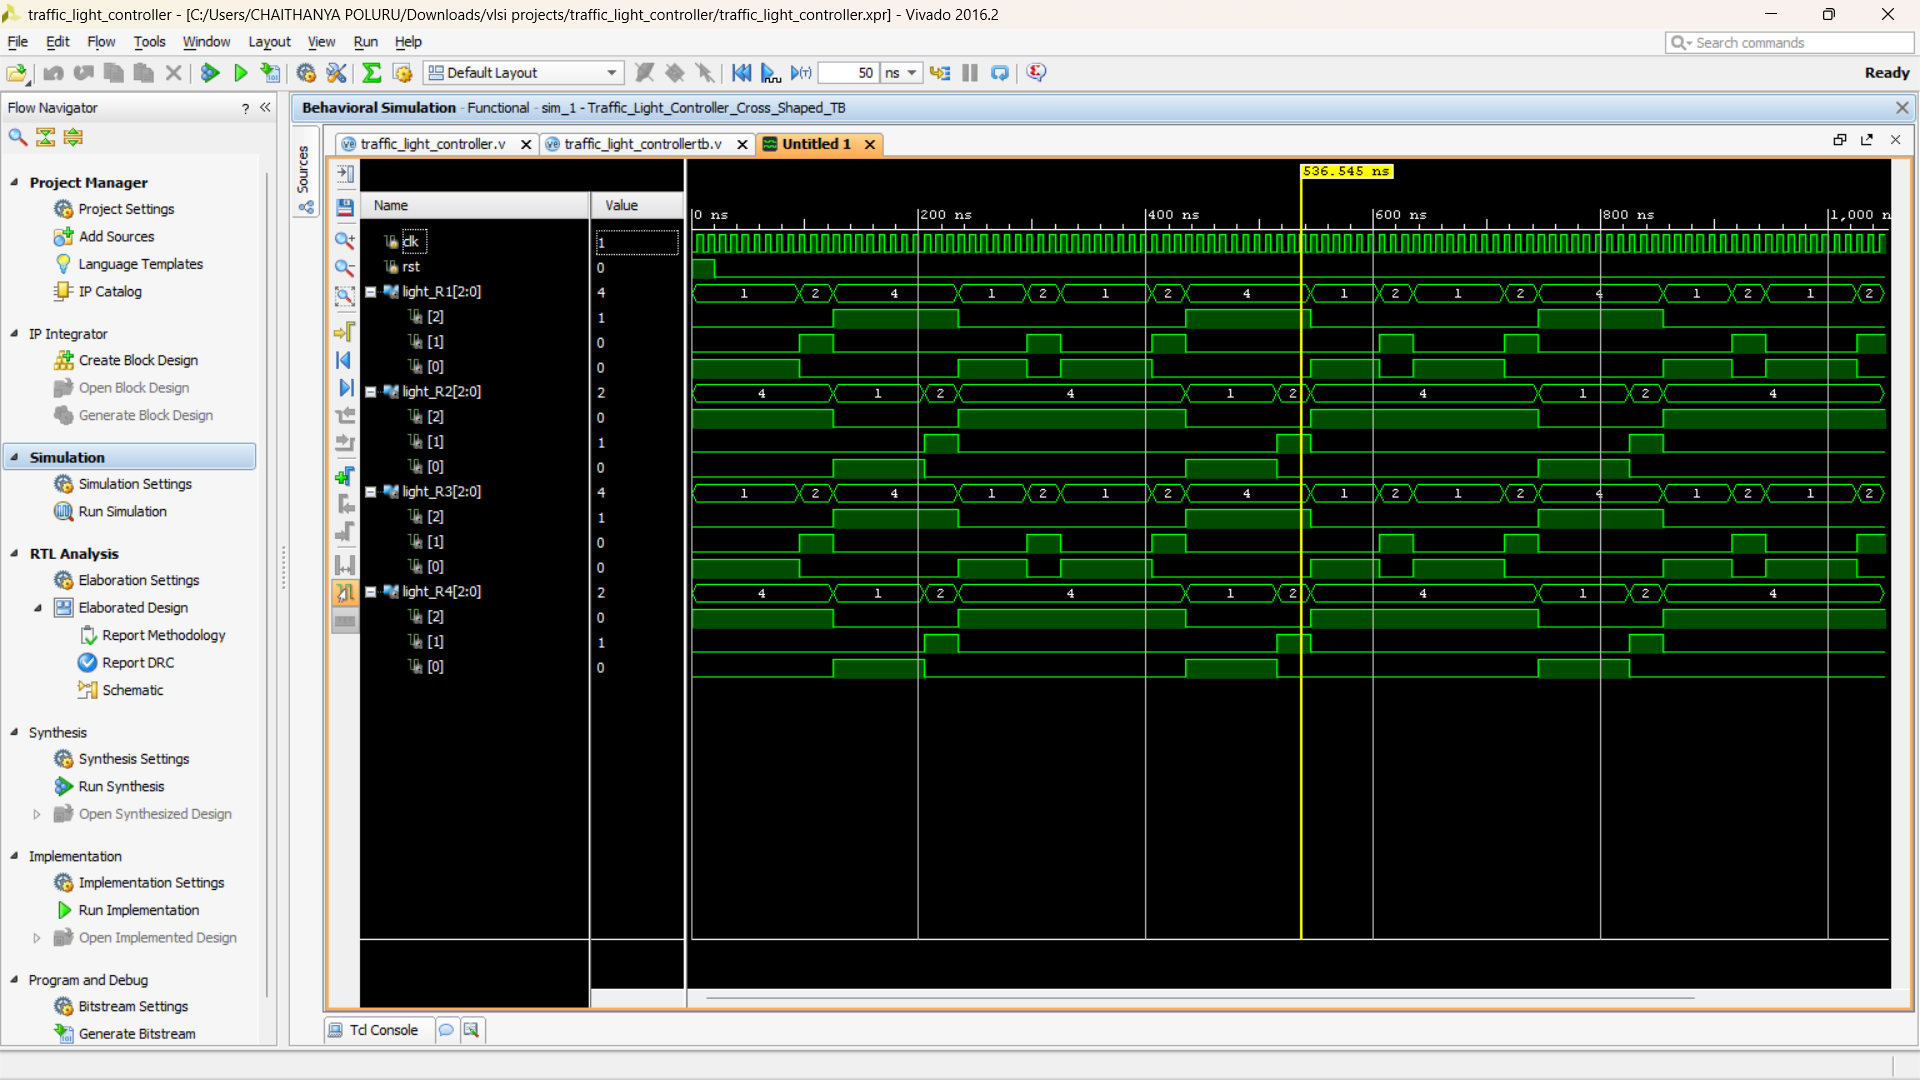 traffic_light_controller - [C:/Users/CHAITHANYA POLURU/Downloads/vlsi projects/traffic_light_controller/traffic_light_controller.xpr] - Vivado 2016.2
File Edit Flow Tools Window Layout View Run Help
Search commands
Default Layout 50 ns Ready
Flow Navigator ? «
Behavioral Simulation - Functional - sim_1 - Traffic_Light_Controller_Cross_Shaped_TB
traffic_light_controller.v traffic_light_controllertb.v Untitled 1
Sources
Project Manager
Project Settings
Add Sources
Language Templates
IP Catalog
IP Integrator
Create Block Design
Open Block Design
Generate Block Design
Simulation
Simulation Settings
Run Simulation
RTL Analysis
Elaboration Settings
Elaborated Design
Report Methodology
Report DRC
Schematic
Synthesis
Synthesis Settings
Run Synthesis
Open Synthesized Design
Implementation
Implementation Settings
Run Implementation
Open Implemented Design
Program and Debug
Bitstream Settings
Generate Bitstream
536.545 ns
Name Value
0 ns 200 ns 400 ns 600 ns 800 ns 1,000 n
clk 1
rst 0
light_R1[2:0] 4 1 2 4 1 2 1 2 4 1 2 1 2 4 1 2 1 2
[2] 1
[1] 0
[0] 0
light_R2[2:0] 2 4 1 2 4 1 2 4 1 2 4
[2] 0
[1] 1
[0] 0
light_R3[2:0] 4 1 2 4 1 2 1 2 4 1 2 1 2 4 1 2 1 2
[2] 1
[1] 0
[0] 0
light_R4[2:0] 2 4 1 2 4 1 2 4 1 2 4
[2] 0
[1] 1
[0] 0
Tcl Console